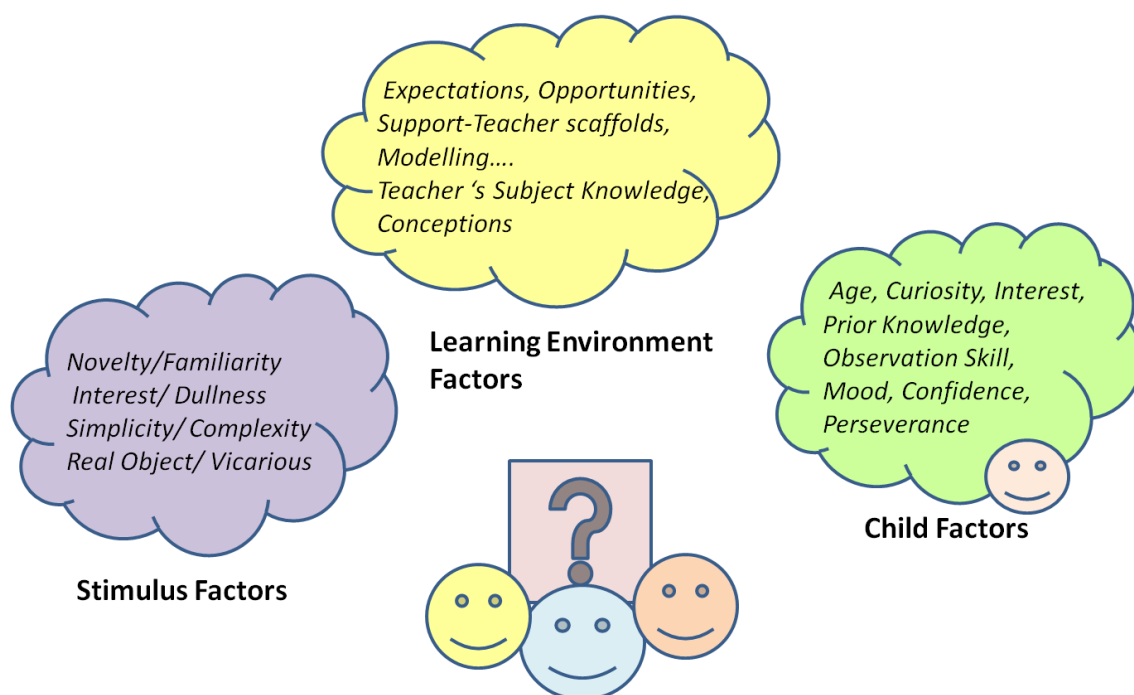 Expectations, Opportunities,
Support-Teacher scaffolds,
Modelling....
Teacher ‘s Subject Knowledge,
Conceptions
Learning Environment
Factors
Novelty/Familiarity
Interest/ Dullness
Simplicity/ Complexity
Real Object/ Vicarious
Stimulus Factors
Age, Curiosity, Interest,
Prior Knowledge,
Observation Skill,
Mood, Confidence,
Perseverance
Child Factors
?